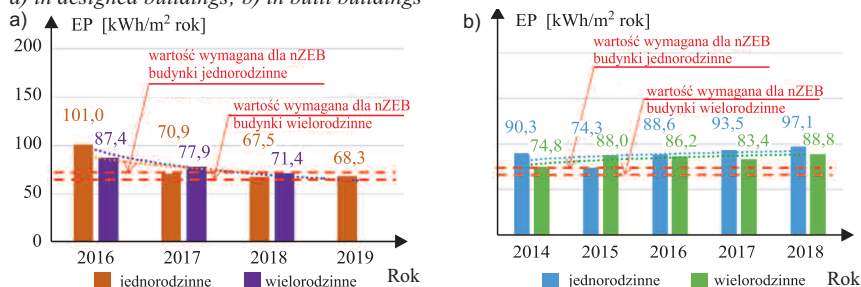 a) in designed buildings; b) in built buildings
a) EP [kWh/m² rok]
wartość wymagana dla nZEB
budynki jednorodzinne
wartość wymagana dla nZEB
budynki wielorodzinne
200
150
100
50
0
101,0
87,4
70,9
77,9
67,5
71,4
68,3
2016
2017
2018
2019
Rok
jednorodzinne
wielorodzinne
b) EP [kWh/m² rok]
wartość wymagana dla nZEB
budynki jednorodzinne
wartość wymagana dla nZEB
budynki wielorodzinne
90,3
74,8
74,3
88,0
88,6
86,2
93,5
83,4
97,1
88,8
2014
2015
2016
2017
2018
jednorodzinne
wielorodzinne
Rok